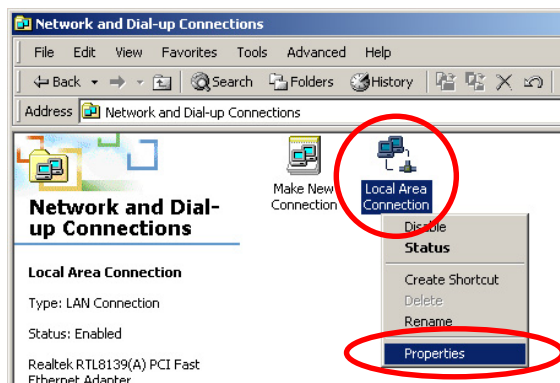 Network and Dial-up Connections
File Edit View Favorites Tools Advanced Help
Back Search Folders History
Address Network and Dial-up Connections
Network and Dial-
up Connections
Local Area Connection
Type: LAN Connection
Status: Enabled
Realtek RTL8139(A) PCI Fast
Ethernet Adapter
Make New
Connection
Local Area
Connection
Disable
Status
Create Shortcut
Delete
Rename
Properties